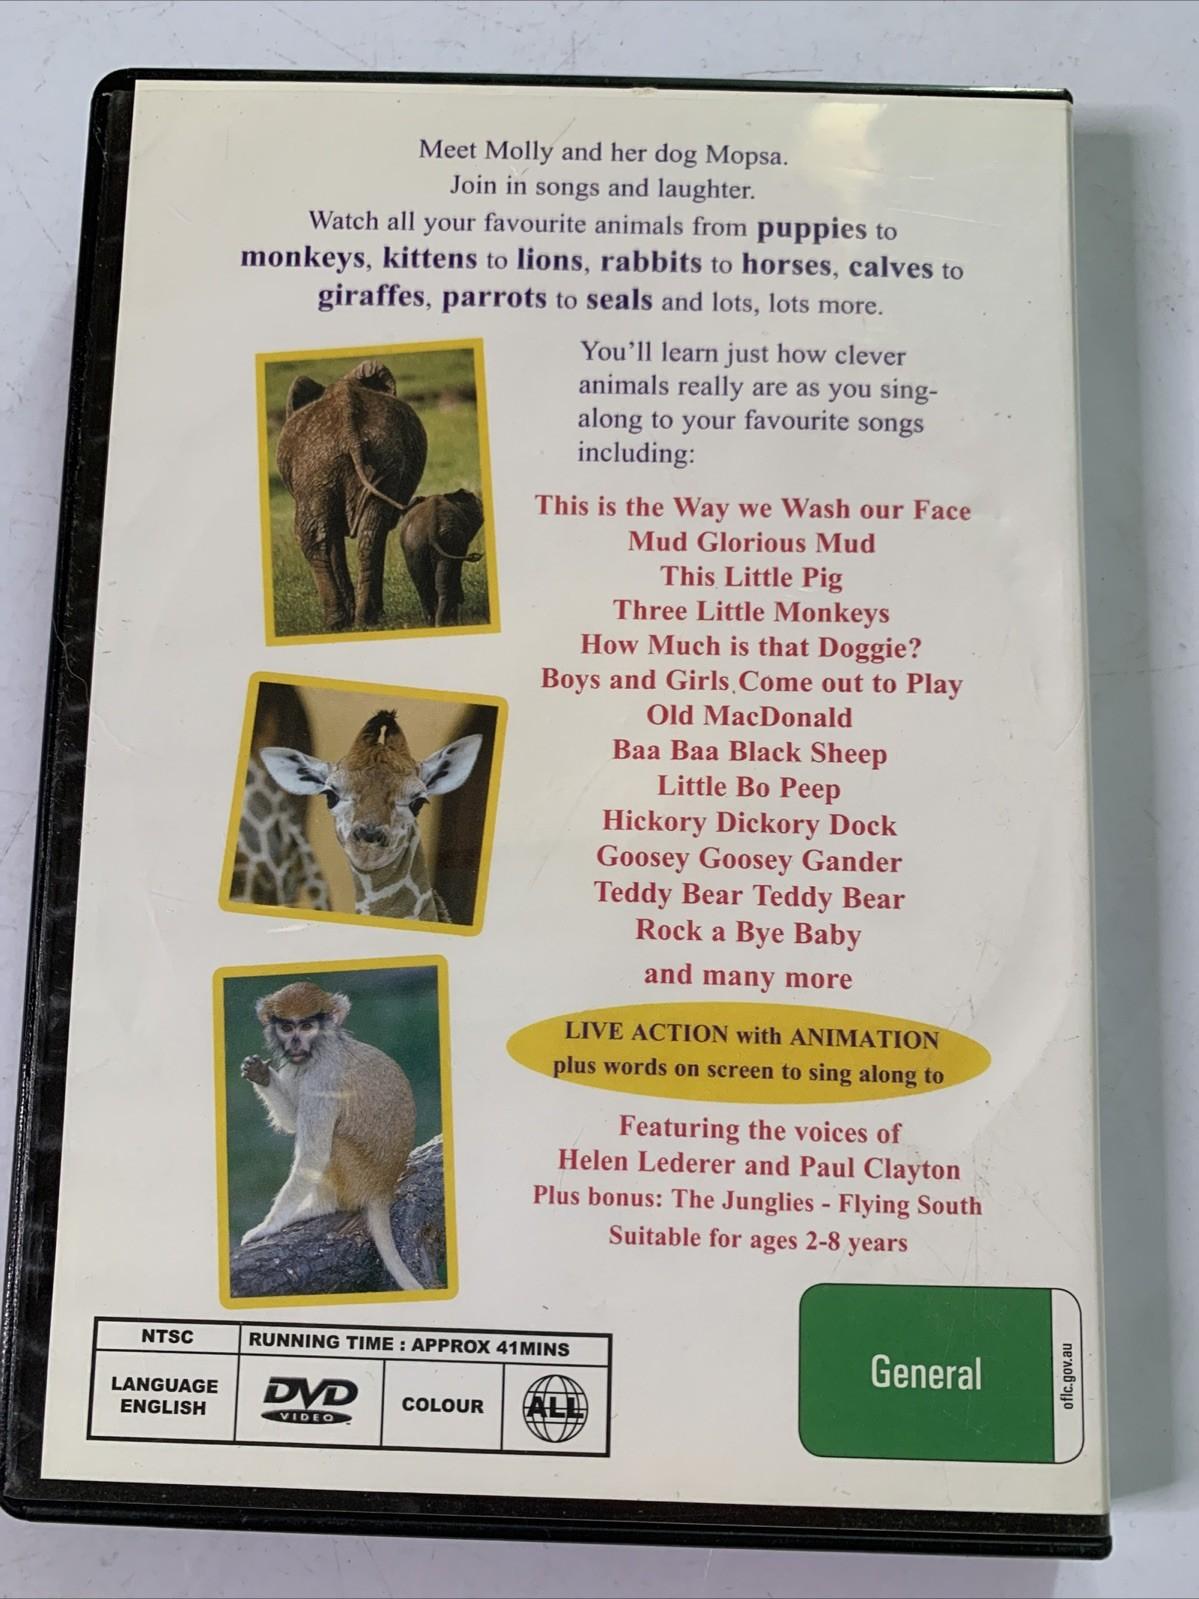 Meet Molly and her dog Mopsa.
Join in songs and laughter.
Watch all your favourite animals from puppies to
monkeys, kittens to lions, rabbits to horses, calves to
giraffes, parrots to seals and lots, lots more.
You'll learn just how clever
animals really are as you sing-
along to your favourite songs
including:
This is the Way we Wash our Face
Mud Glorious Mud
This Little Pig
Three Little Monkeys
How Much is that Doggie?
Boys and Girls Come out to Play
Old MacDonald
Baa Baa Black Sheep
Little Bo Peep
Hickory Dickory Dock
Goosey Goosey Gander
Teddy Bear Teddy Bear
Rock a Bye Baby
and many more
LIVE ACTION with ANIMATION
plus words on screen to sing along to
Featuring the voices of
Helen Lederer and Paul Clayton
Plus bonus: The Junglies - Flying South
Suitable for ages 2-8 years
NTSC
RUNNING TIME : APPROX 41MINS
LANGUAGE
ENGLISH
DVD
VIDEO
COLOUR
ALL
General
oflc.gov.au